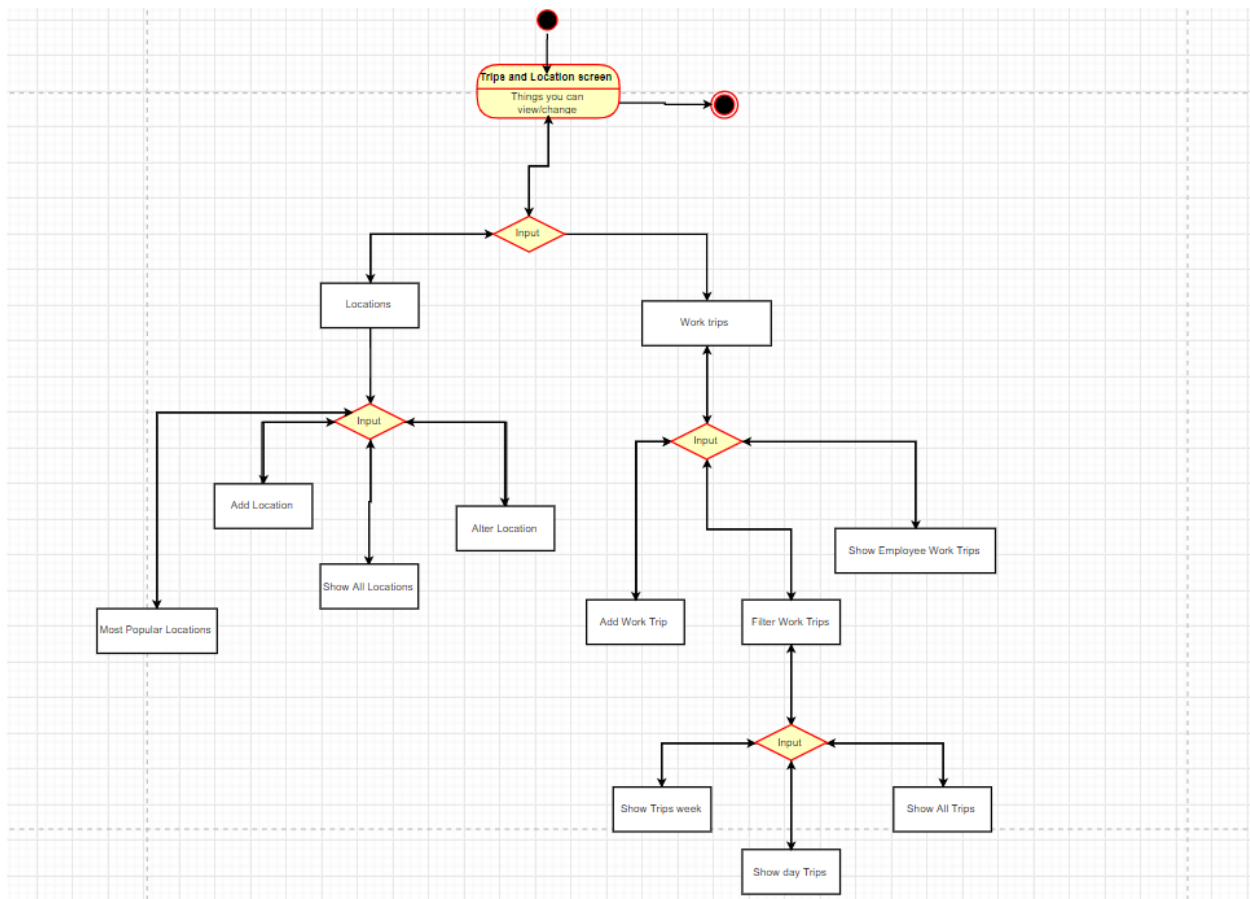 Trips and Location screen
Things you can
view/change
Input
Locations
Work trips
Input
Input
Add Location
Alter Location
Show Employee Work Trips
Show All Locations
Most Popular Locations
Add Work Trip
Filter Work Trips
Input
Show Trips week
Show All Trips
Show day Trips